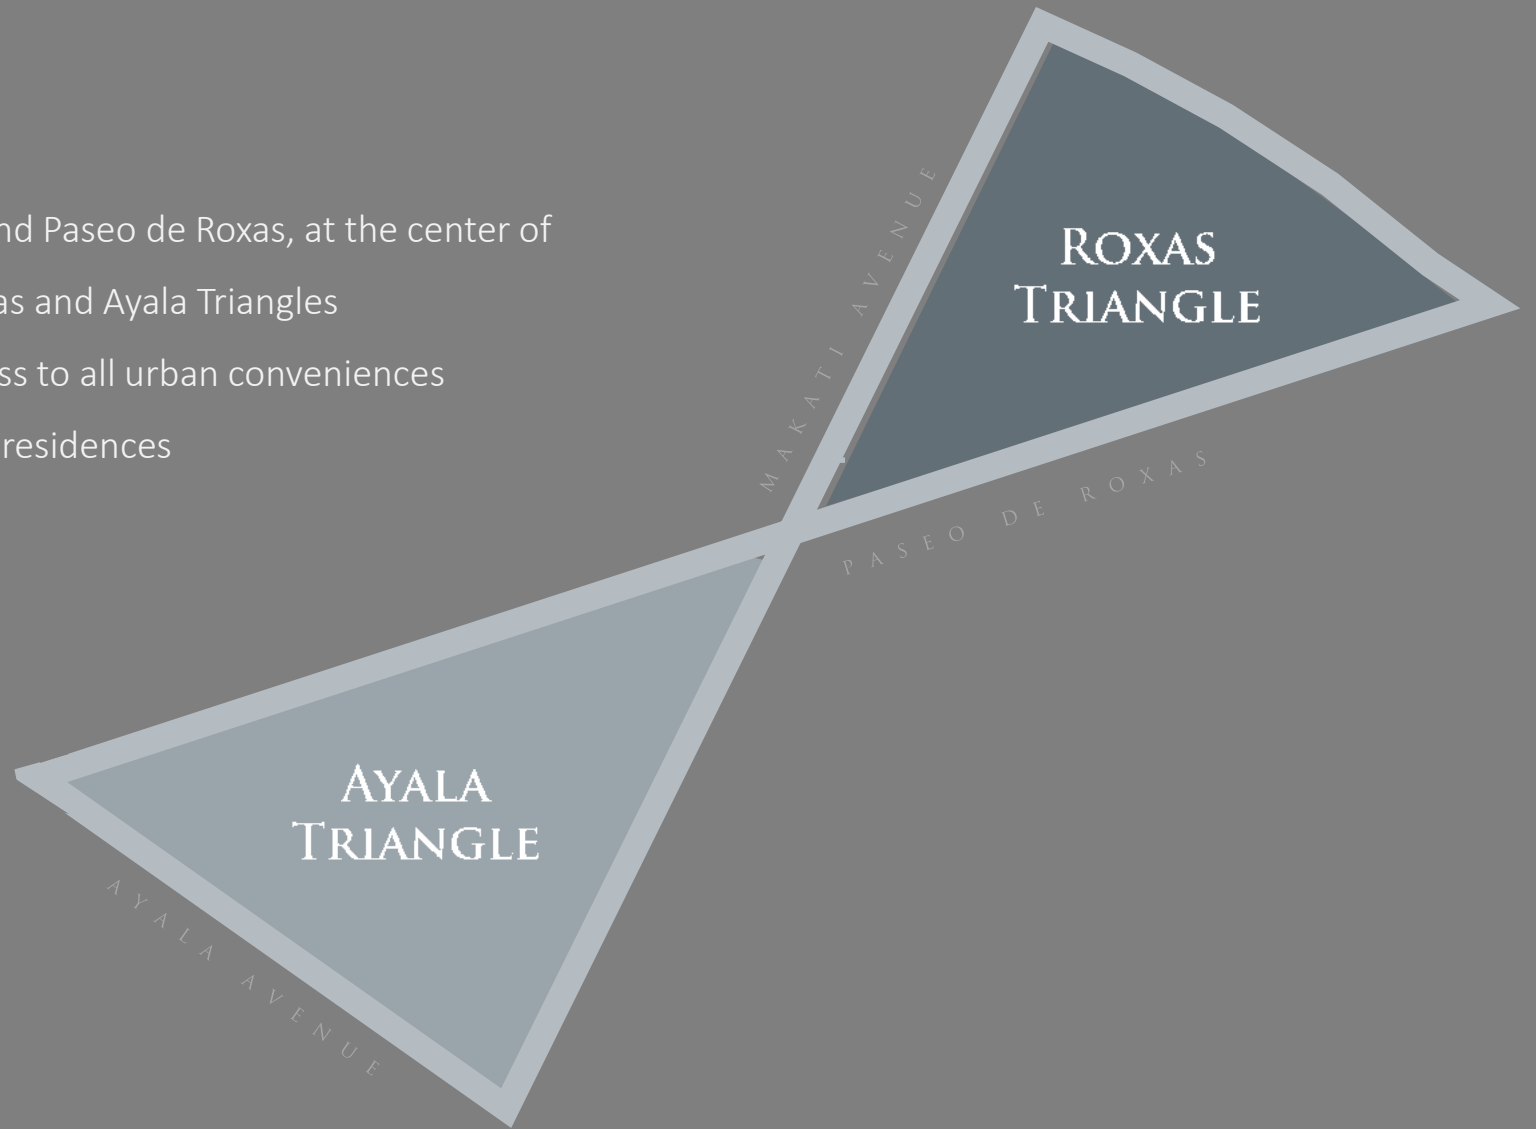 nd Paseo de Roxas, at the center of
as and Ayala Triangles
ss to all urban conveniences
residences
MAKATI AVENUE
ROXAS
TRIANGLE
PASEO DE ROXAS
AYALA
TRIANGLE
AYALA AVENUE